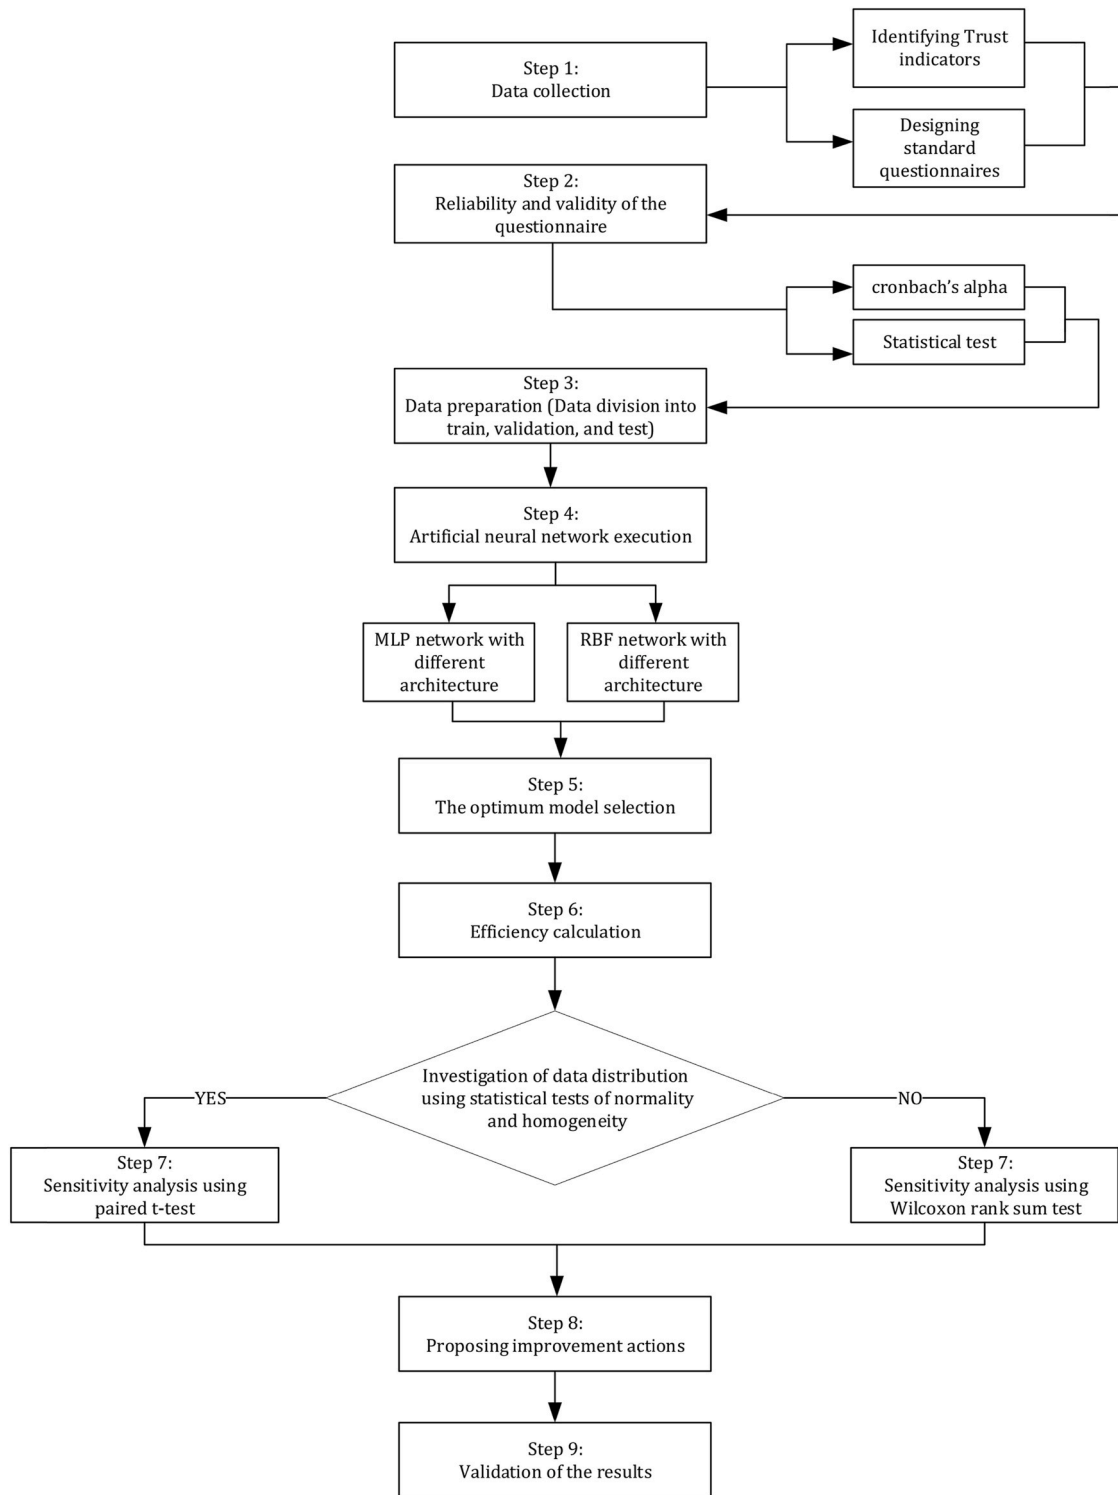 Step 1:
Data collection
Identifying Trust
indicators
Designing
standard
questionnaires
Step 2:
Reliability and validity of the
questionnaire
cronbach's alpha
Statistical test
Step 3:
Data preparation (Data division into
train, validation, and test)
Step 4:
Artificial neural network execution
MLP network with
different
architecture
RBF network with
different
architecture
Step 5:
The optimum model selection
Step 6:
Efficiency calculation
Investigation of data distribution
using statistical tests of normality
and homogeneity
YES
NO
Step 7:
Sensitivity analysis using
paired t-test
Step 7:
Sensitivity analysis using
Wilcoxon rank sum test
Step 8:
Proposing improvement actions
Step 9:
Validation of the results